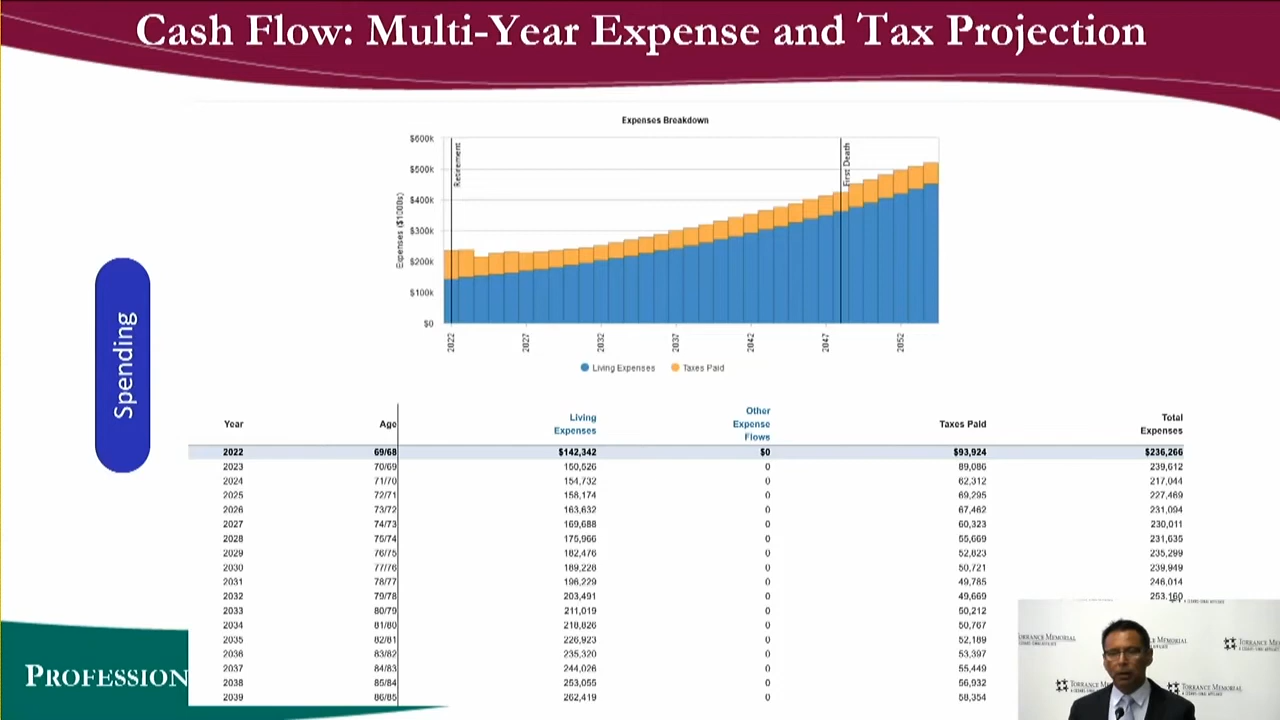 Cash Flow: Multi-Year Expense and Tax Projection
Expenses Breakdown
$600k
$500k
$400k
$300k
$200k
$100k
$0
Expenses ($1000s)
Retirement
First Death
2022
2027
2032
2037
2042
2047
2052
Living Expenses
Taxes Paid
Spending
Year Age Living Expenses Other Expense Flows Taxes Paid Total Expenses
2022 69/68 $142,342 $0 $93,924 $236,266
2023 70/69 150,526 0 89,086 239,612
2024 71/70 154,732 0 62,312 217,044
2025 72/71 158,174 0 69,295 227,469
2026 73/72 163,632 0 67,462 231,094
2027 74/73 169,688 0 60,323 230,011
2028 75/74 175,966 0 55,669 231,635
2029 76/75 182,476 0 52,823 235,299
2030 77/76 189,228 0 50,721 239,949
2031 78/77 196,229 0 49,785 246,014
2032 79/78 203,491 0 49,669 253,160
2033 80/79 211,019 0 50,212
2034 81/80 218,826 0 50,767
2035 82/81 226,923 0 52,189
2036 83/82 235,320 0 53,397
2037 84/83 244,026 0 55,449
2038 85/84 253,055 0 56,932
2039 86/85 262,419 0 58,354
PROFESSION
TORRANCE MEMORIAL